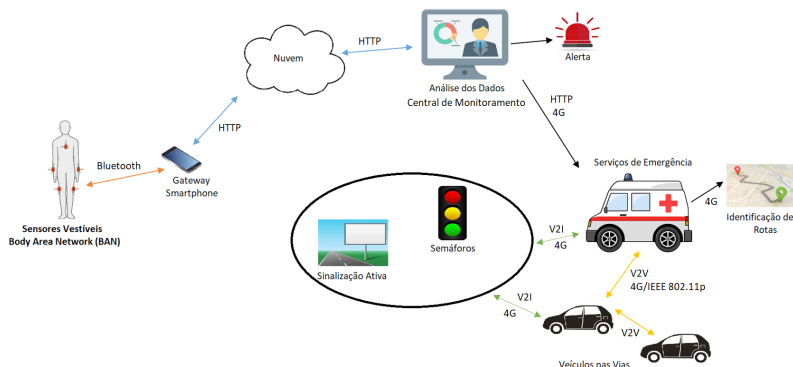 HTTP
Nuvem
Alerta
Análise dos Dados
Central de Monitoramento
HTTP
4G
HTTP
Bluetooth
Gateway
Smartphone
Serviços de Emergência
4G
Identificação de
Rotas
Sensores Vestíveis
Body Area Network (BAN)
V2I
4G
Semáforos
Sinalização Ativa
V2V
4G/IEEE 802.11p
V2I
4G
V2V
Veículos nas Vias